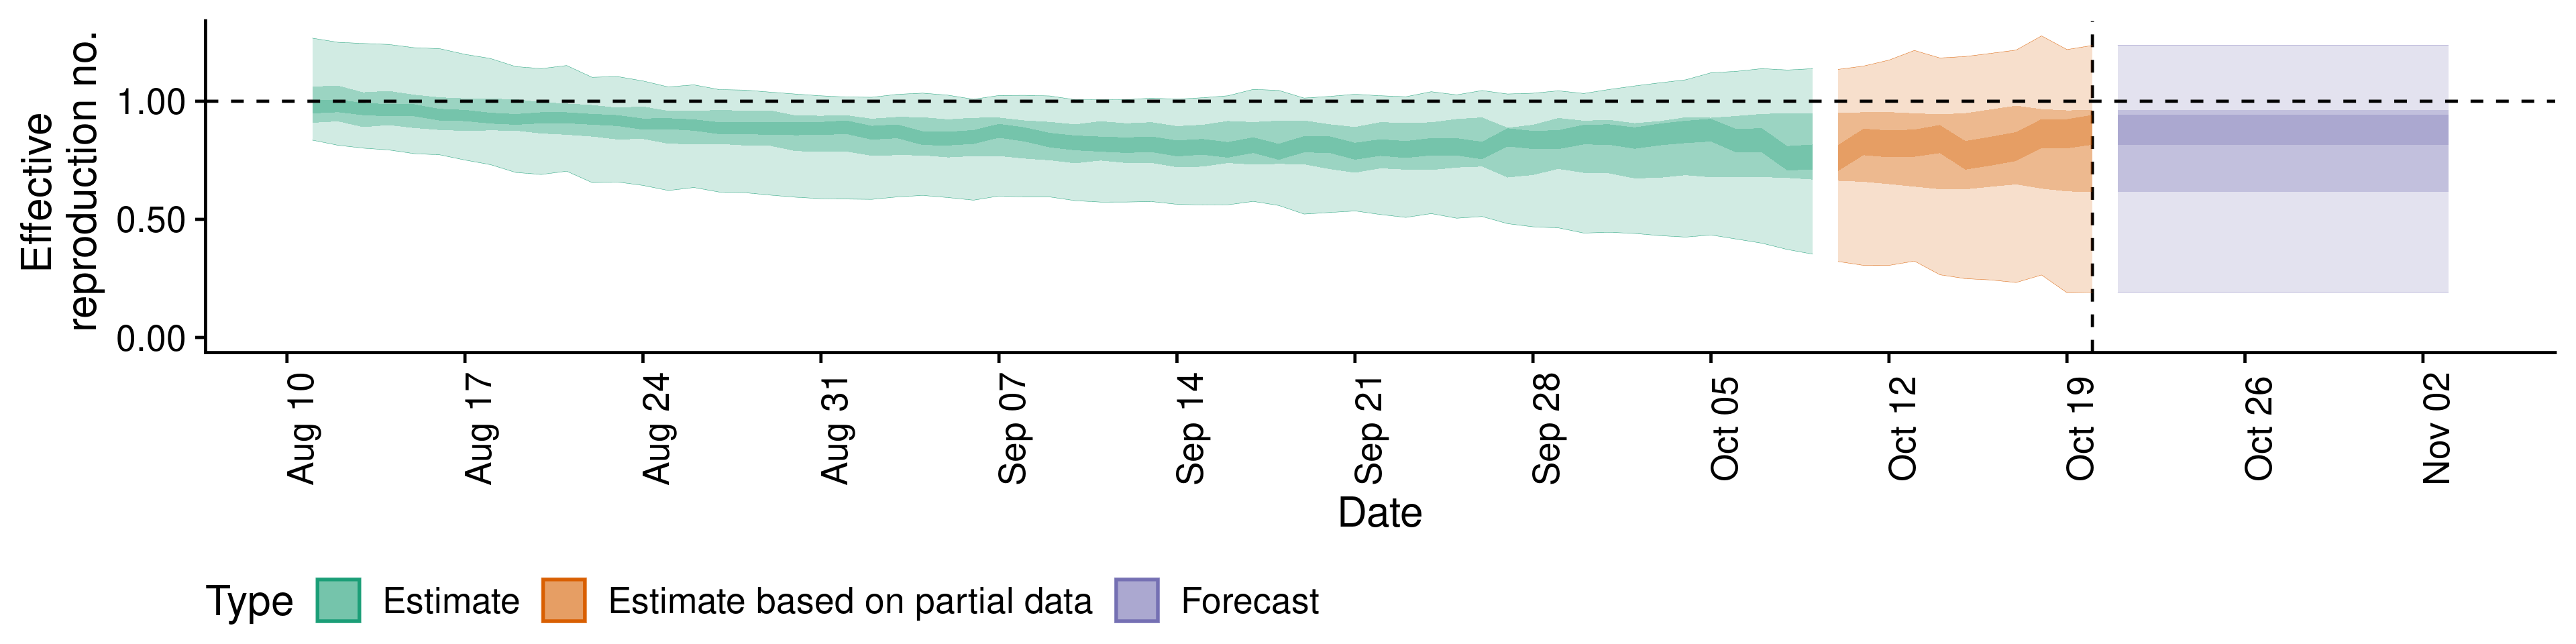 Effective
reproduction no.
1.00
0.50
0.00
Aug 10
Aug 17
Aug 24
Aug 31
Sep 07
Sep 14
Sep 21
Sep 28
Oct 05
Oct 12
Oct 19
Oct 26
Nov 02
Date
Type Estimate Estimate based on partial data Forecast